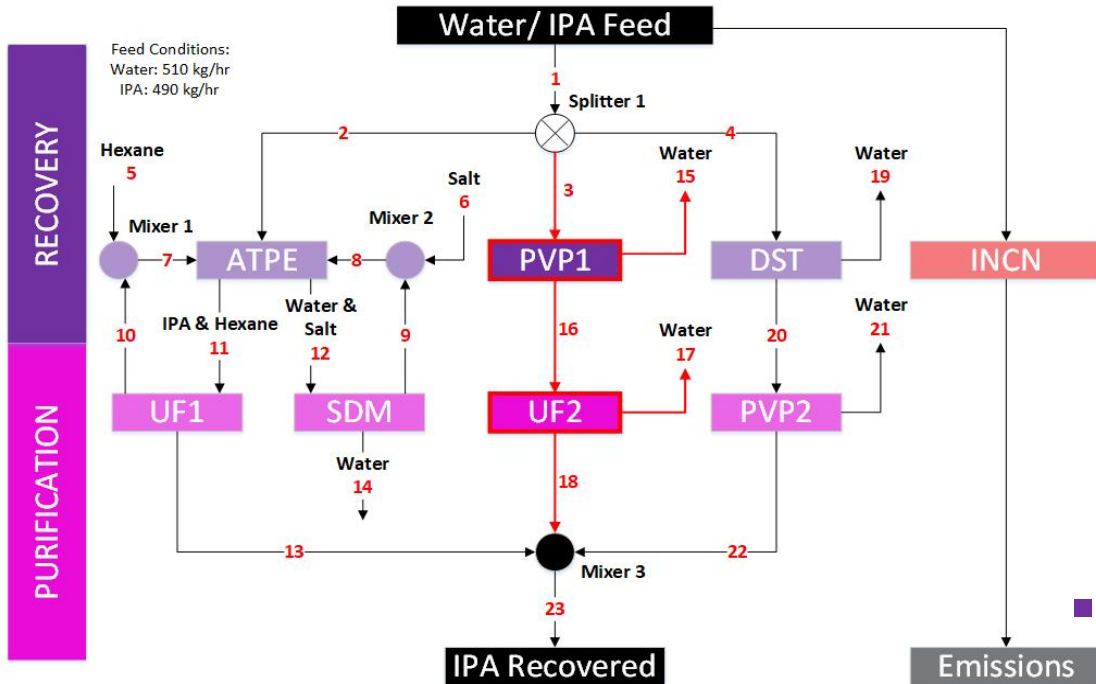 Water/ IPA Feed
Feed Conditions:
Water: 510 kg/hr
IPA: 490 kg/hr
RECOVERY
1
Splitter 1
2
4
Hexane
5
Salt
6
3
Water
15
Water
19
Mixer 1
Mixer 2
7
ATPE
8
PVP1
DST
INCN
IPA & Hexane
11
Water &
Salt
12
10
9
16
20
Water
17
Water
21
PURIFICATION
UF1
SDM
UF2
PVP2
Water
14
18
13
22
Mixer 3
23
IPA Recovered
Emissions